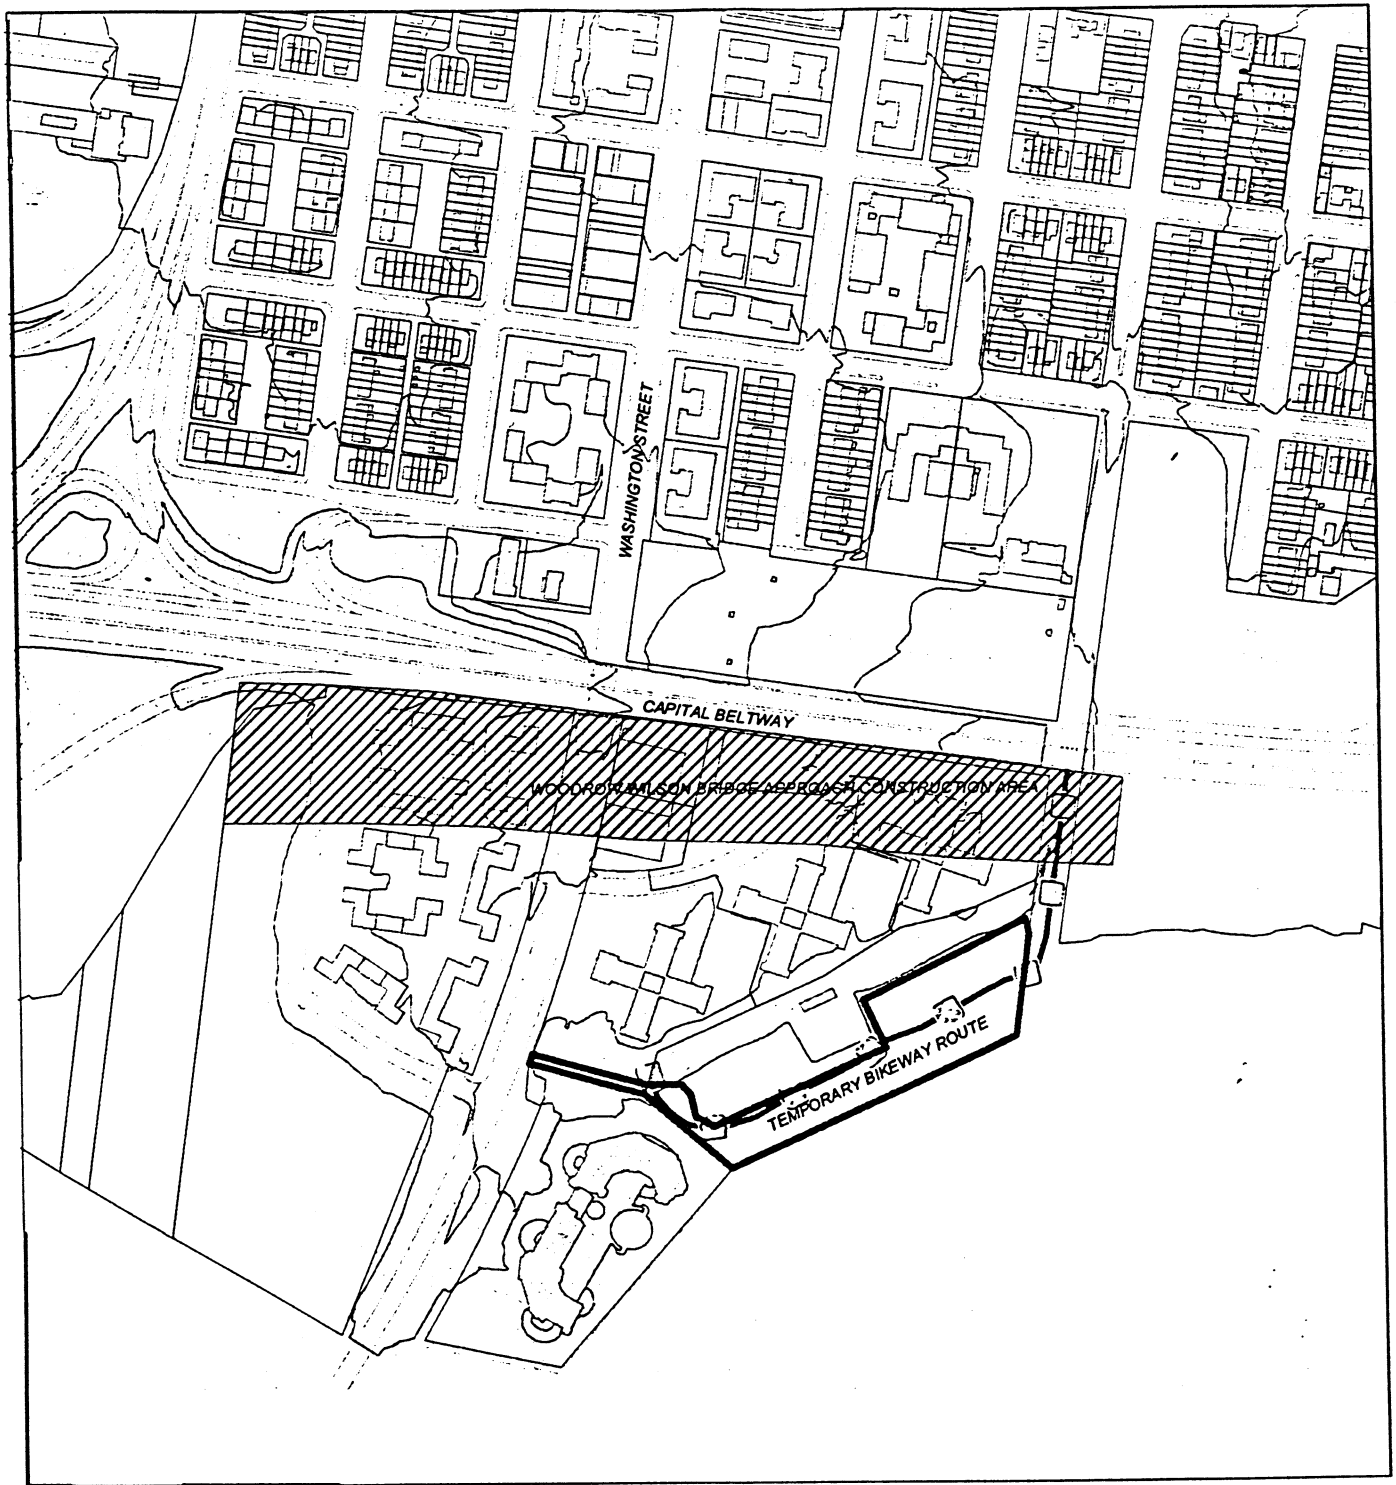 WASHINGTON STREET
CAPITAL BELTWAY
WOODROW WILSON BRIDGE APPROACH CONSTRUCTION AREA
TEMPORARY BIKEWAY ROUTE